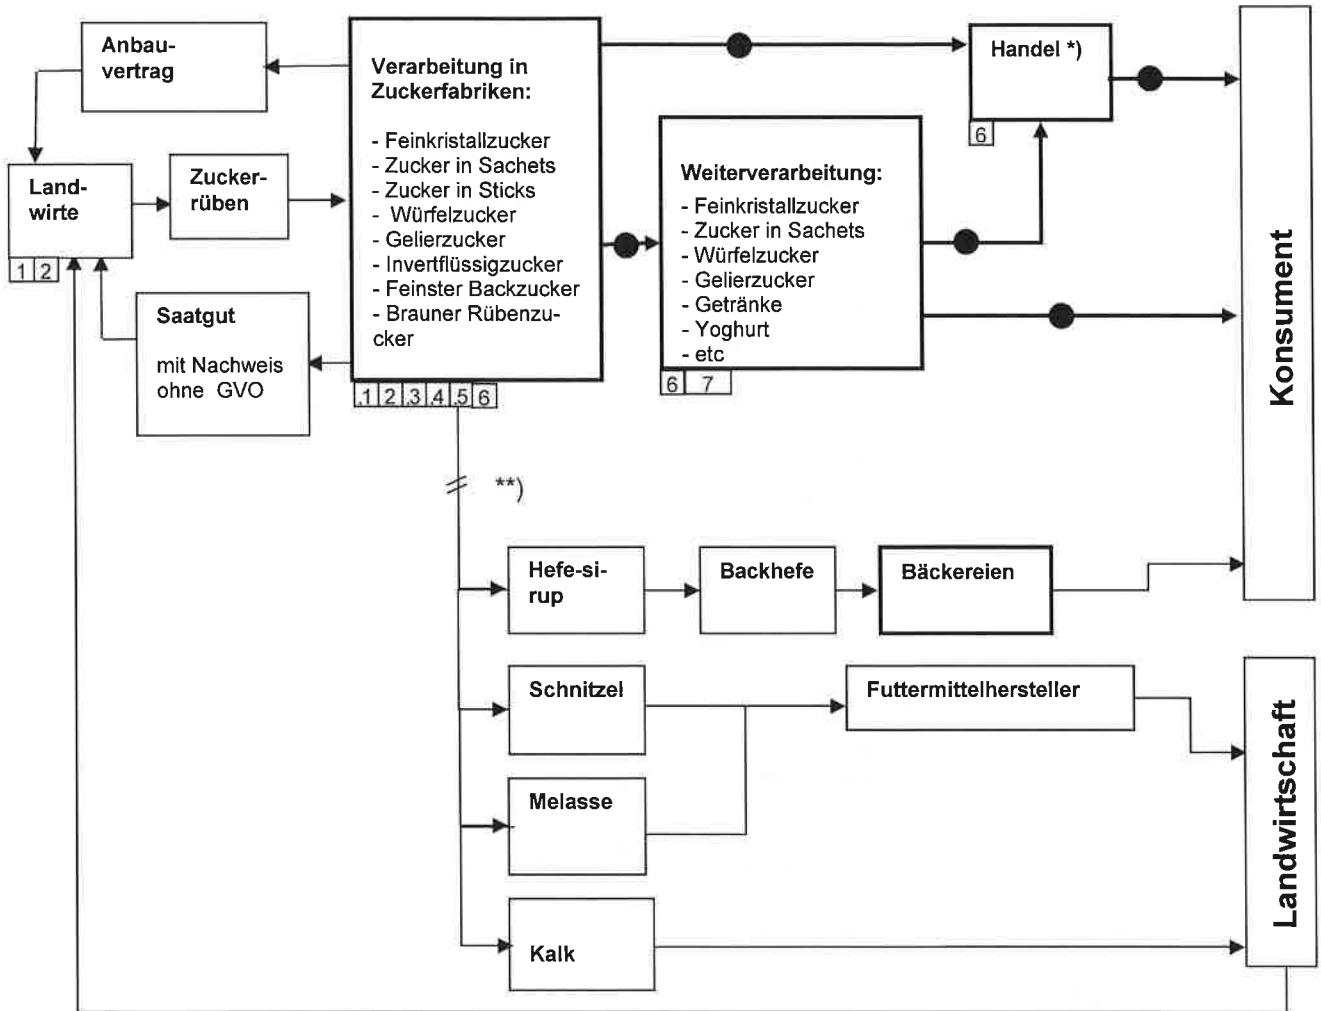 Anbau-
vertrag
Land-
wirte
1 2
Zucker-
rüben
Saatgut
mit Nachweis
ohne GVO
Verarbeitung in
Zuckerfabriken:
- Feinkristallzucker
- Zucker in Sachets
- Zucker in Sticks
- Würfelzucker
- Gelierzucker
- Invertflüssigzucker
- Feinster Backzucker
- Brauner Rübenzu-
cker
.1 2 .3 .4 .5 6
Weiterverarbeitung:
- Feinkristallzucker
- Zucker in Sachets
- Würfelzucker
- Gelierzucker
- Getränke
- Yoghurt
- etc
6 7
Handel *)
6
Konsument
**)
Hefe-si-
rup
Backhefe
Bäckereien
Schnitzel
Futtermittelhersteller
Melasse
Kalk
Landwirtschaft